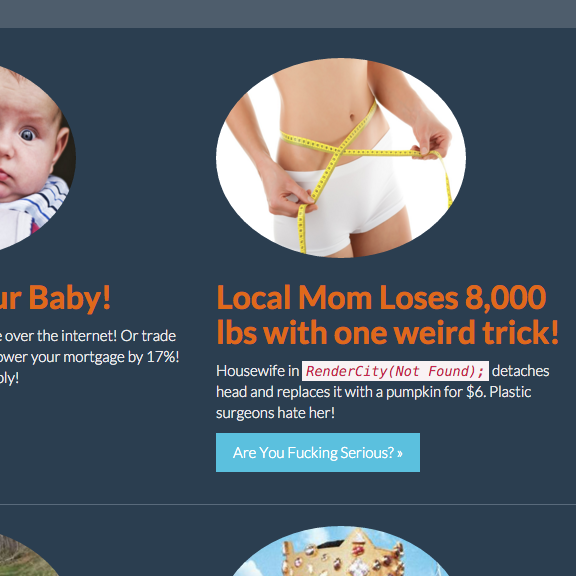 ur Baby!
e over the internet! Or trade
ower your mortgage by 17%!
ply!
Local Mom Loses 8,000
lbs with one weird trick!
Housewife in RenderCity(Not Found); detaches
head and replaces it with a pumpkin for $6. Plastic
surgeons hate her!
Are You Fucking Serious? »